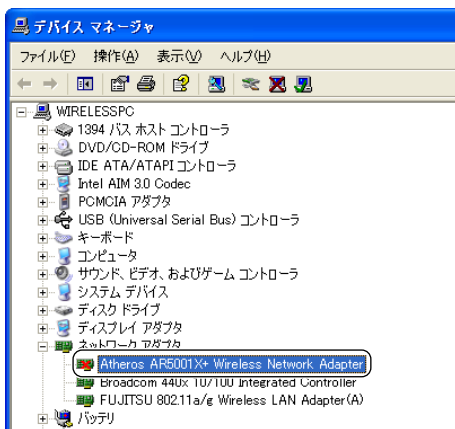 デバイス マネージャ
ファイル(F) 操作(A) 表示(V) ヘルプ(H)
WIRELESSPC
1394 バス ホスト コントローラ
DVD/CD-ROM ドライブ
IDE ATA/ATAPI コントローラ
Intel AIM 3.0 Codec
PCMCIA アダプタ
USB (Universal Serial Bus) コントローラ
キーボード
コンピュータ
サウンド、ビデオ、およびゲーム コントローラ
システム デバイス
ディスク ドライブ
ディスプレイ アダプタ
ネットワーク アダプタ
Atheros AR5001X+ Wireless Network Adapter
Broadcom 440x 10/100 Integrated Controller
FUJITSU 802.11a/g Wireless LAN Adapter(A)
バッテリ